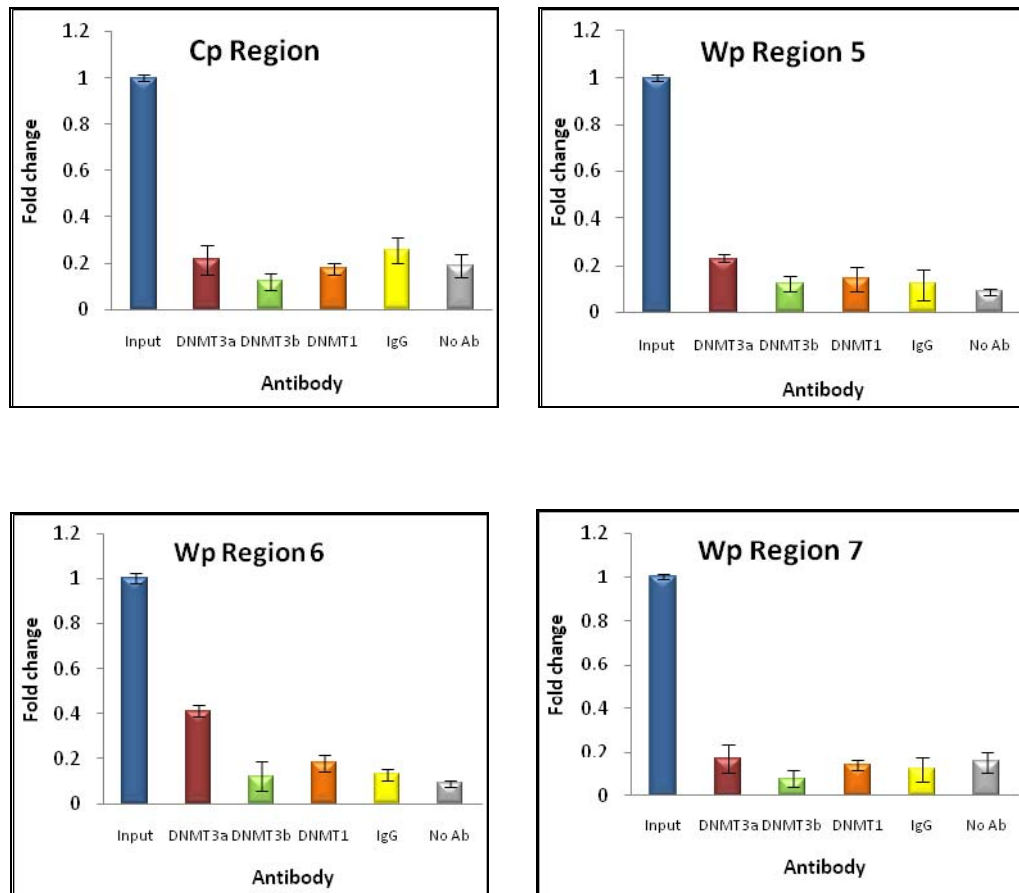 Cp Region
Fold change
1.2
1
0.8
0.6
0.4
0.2
0
Input DNMT3a DNMT3b DNMT1 IgG No Ab
Antibody
Wp Region 5
Fold change
1.2
1
0.8
0.6
0.4
0.2
0
Input DNMT3a DNMT3b DNMT1 IgG No Ab
Antibody
Wp Region 6
Fold change
1.2
1
0.8
0.6
0.4
0.2
0
Input DNMT3a DNMT3b DNMT1 IgG No Ab
Antibody
Wp Region 7
Fold change
1.2
1
0.8
0.6
0.4
0.2
0
Input DNMT3a DNMT3b DNMT1 IgG No Ab
Antibody